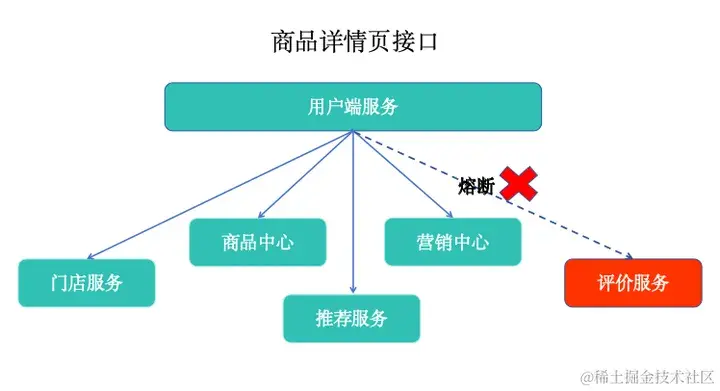 商品详情页接口
用户端服务
熔断
商品中心
营销中心
门店服务
评价服务
推荐服务
@稀土掘金技术社区